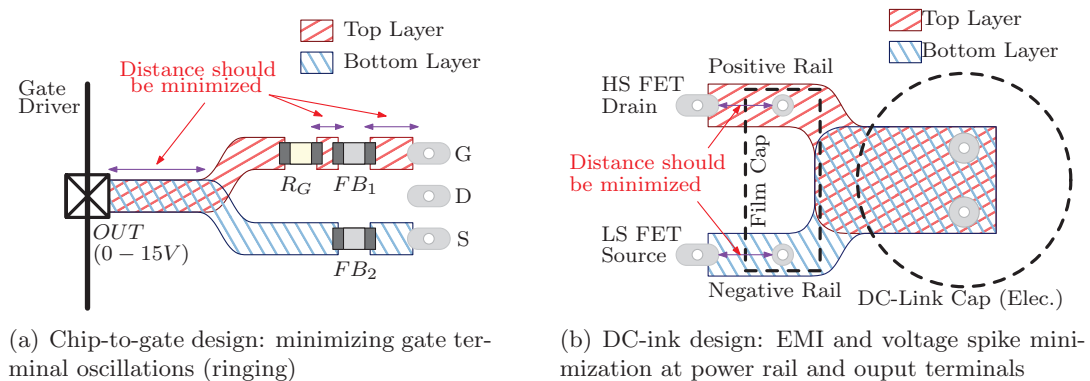 Top Layer
Bottom Layer
Distance should
be minimized
Gate
Driver
G
D
S
R_G
FB_1
FB_2
OUT
(0 − 15V)
(a) Chip-to-gate design: minimizing gate ter-
minal oscillations (ringing)
Top Layer
Bottom Layer
Positive Rail
HS FET
Drain
Distance should
be minimized
Film Cap
LS FET
Source
Negative Rail
DC-Link Cap (Elec.)
(b) DC-ink design: EMI and voltage spike mini-
mization at power rail and ouput terminals